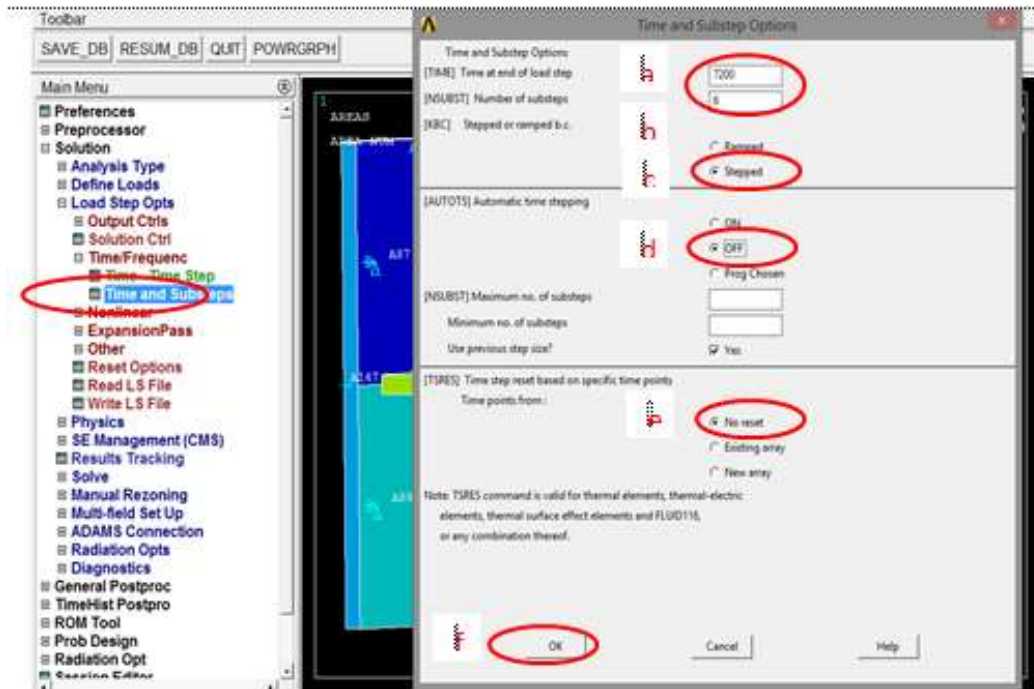 Toolbar
SAVE_DB RESUM_DB QUIT POWRGRPH
Main Menu
Preferences
Preprocessor
Solution
Analysis Type
Define Loads
Load Step Opts
Output Ctrls
Solution Ctrl
Time/Frequenc
Time - Time Step
Time and Substeps
Nonlinear
ExpansionPass
Other
Reset Options
Read LS File
Write LS File
Physics
SE Management (CMS)
Results Tracking
Solve
Manual Rezoning
Multi-field Set Up
ADAMS Connection
Radiation Opts
Diagnostics
General Postproc
TimeHist Postpro
ROM Tool
Prob Design
Radiation Opt
Session Editor
1
AREAS
AREA NUM
A87
Time and Substep Options
Time and Substep Options
[TIME] Time at end of load step 7200
a
[NSUBST] Number of substeps 6
[KBC] Stepped or ramped b.c.
b
Ramped
Stepped
c
[AUTOTS] Automatic time stepping
ON
d
OFF
Prog Chosen
[NSUBST] Maximum no. of substeps
Minimum no. of substeps
Use previous step size? Yes
[TSRES] Time step reset based on specific time points
Time points from :
e
No reset
Existing array
New array
Note: TSRES command is valid for thermal elements, thermal-electric
elements, thermal surface effect elements and FLUID116,
or any combination thereof.
f
OK Cancel Help